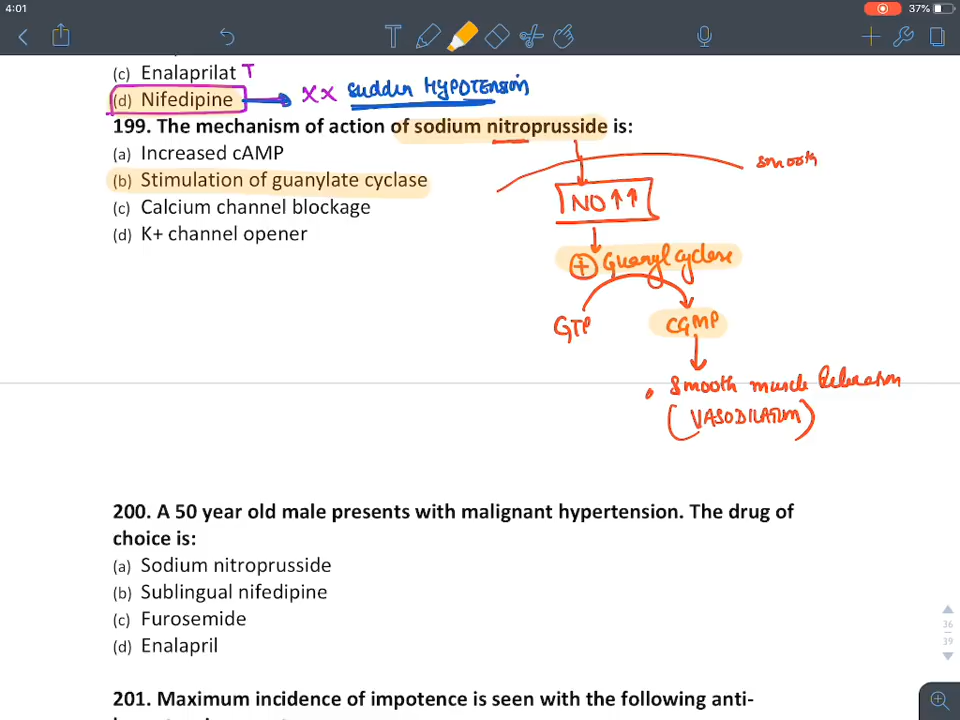 4:01
37%
(c) Enalaprilat T
(d) Nifedipine → XX Sudden HYPOTENSION
199. The mechanism of action of sodium nitroprusside is:
(a) Increased cAMP
smooth
(b) Stimulation of guanylate cyclase
NO↑↑
(c) Calcium channel blockage
(d) K+ channel opener
+ Guanyl cyclase
GTP
CGMP
• Smooth muscle Relaxation
(VASODILATION)
200. A 50 year old male presents with malignant hypertension. The drug of
choice is:
(a) Sodium nitroprusside
(b) Sublingual nifedipine
(c) Furosemide
(d) Enalapril
36
39
201. Maximum incidence of impotence is seen with the following anti-